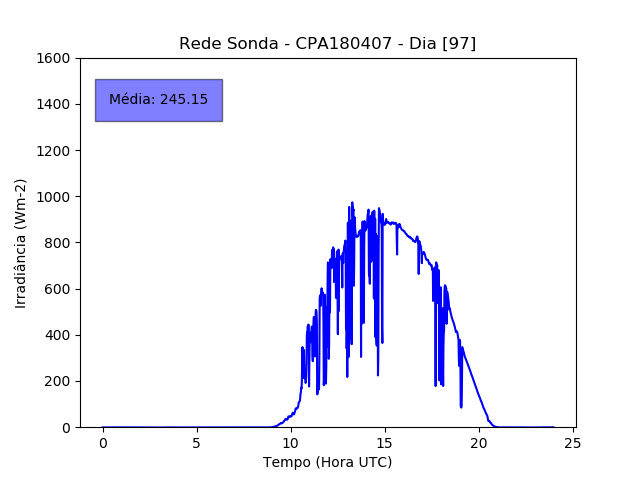 Rede Sonda - CPA180407 - Dia [97]
Média: 245.15
Irradiância (Wm-2)
1600
1400
1200
1000
800
600
400
200
0
0 5 10 15 20 25
Tempo (Hora UTC)